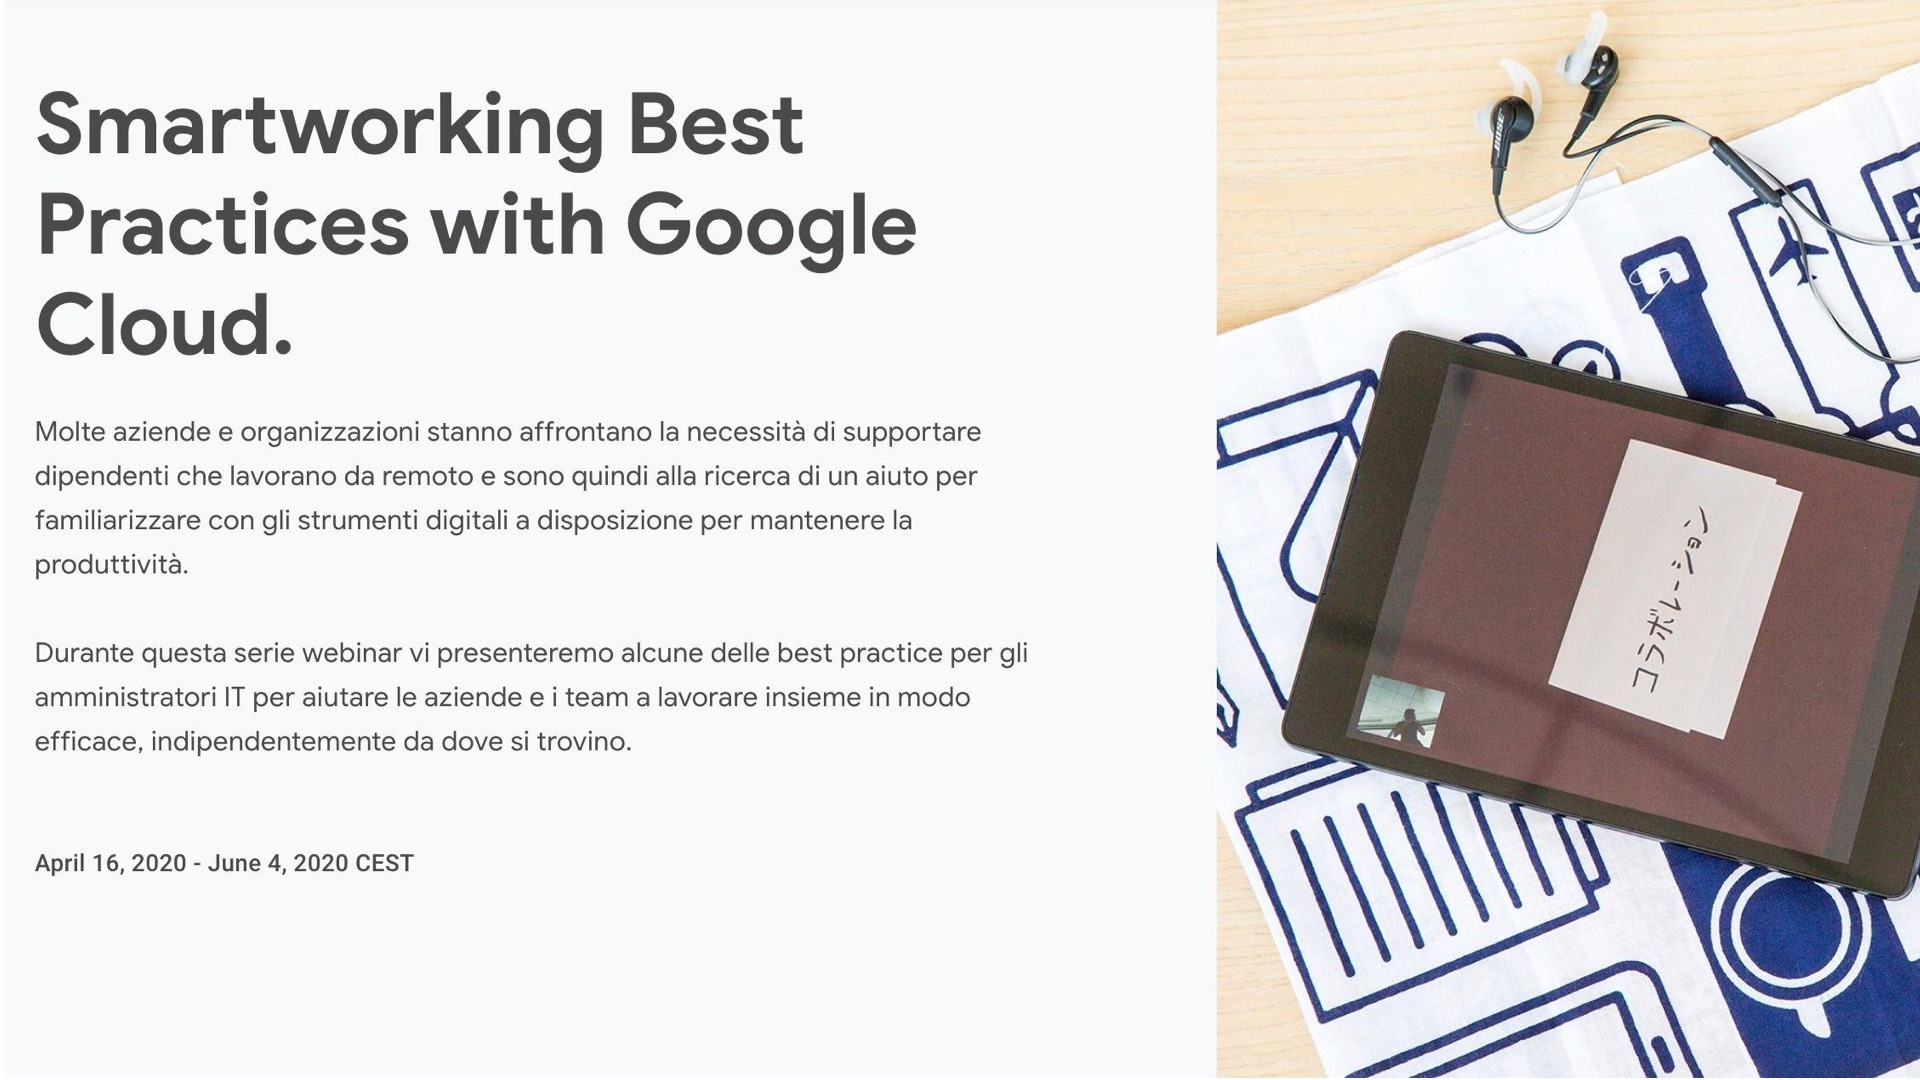 Smartworking Best
Practices with Google
Cloud.
Molte aziende e organizzazioni stanno affrontano la necessità di supportare
dipendenti che lavorano da remoto e sono quindi alla ricerca di un aiuto per
familiarizzare con gli strumenti digitali a disposizione per mantenere la
produttività.
Durante questa serie webinar vi presenteremo alcune delle best practice per gli
amministratori IT per aiutare le aziende e i team a lavorare insieme in modo
efficace, indipendentemente da dove si trovino.
April 16, 2020 - June 4, 2020 CEST
BOSE
コラボレーション